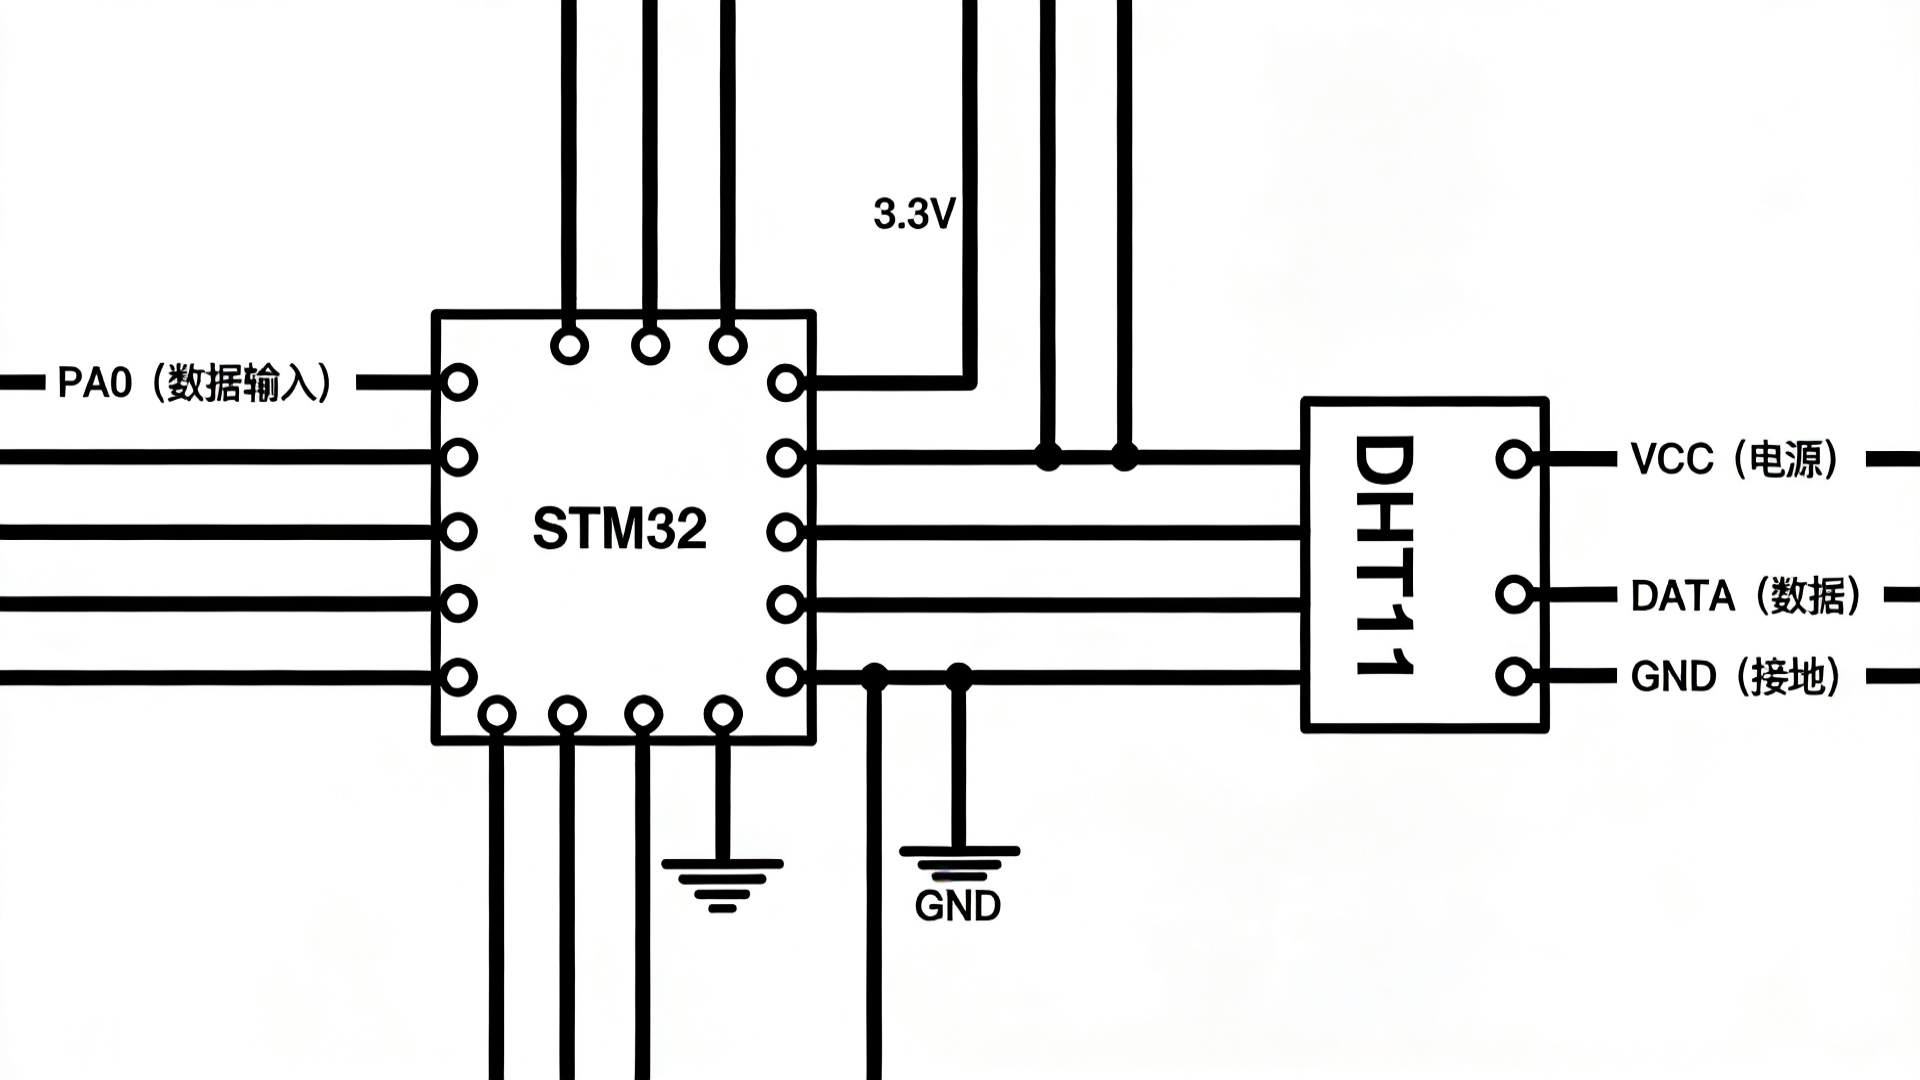 3.3V
PA0（数据输入）
STM32
DHT11
VCC（电源）
DATA（数据）
GND（接地）
GND